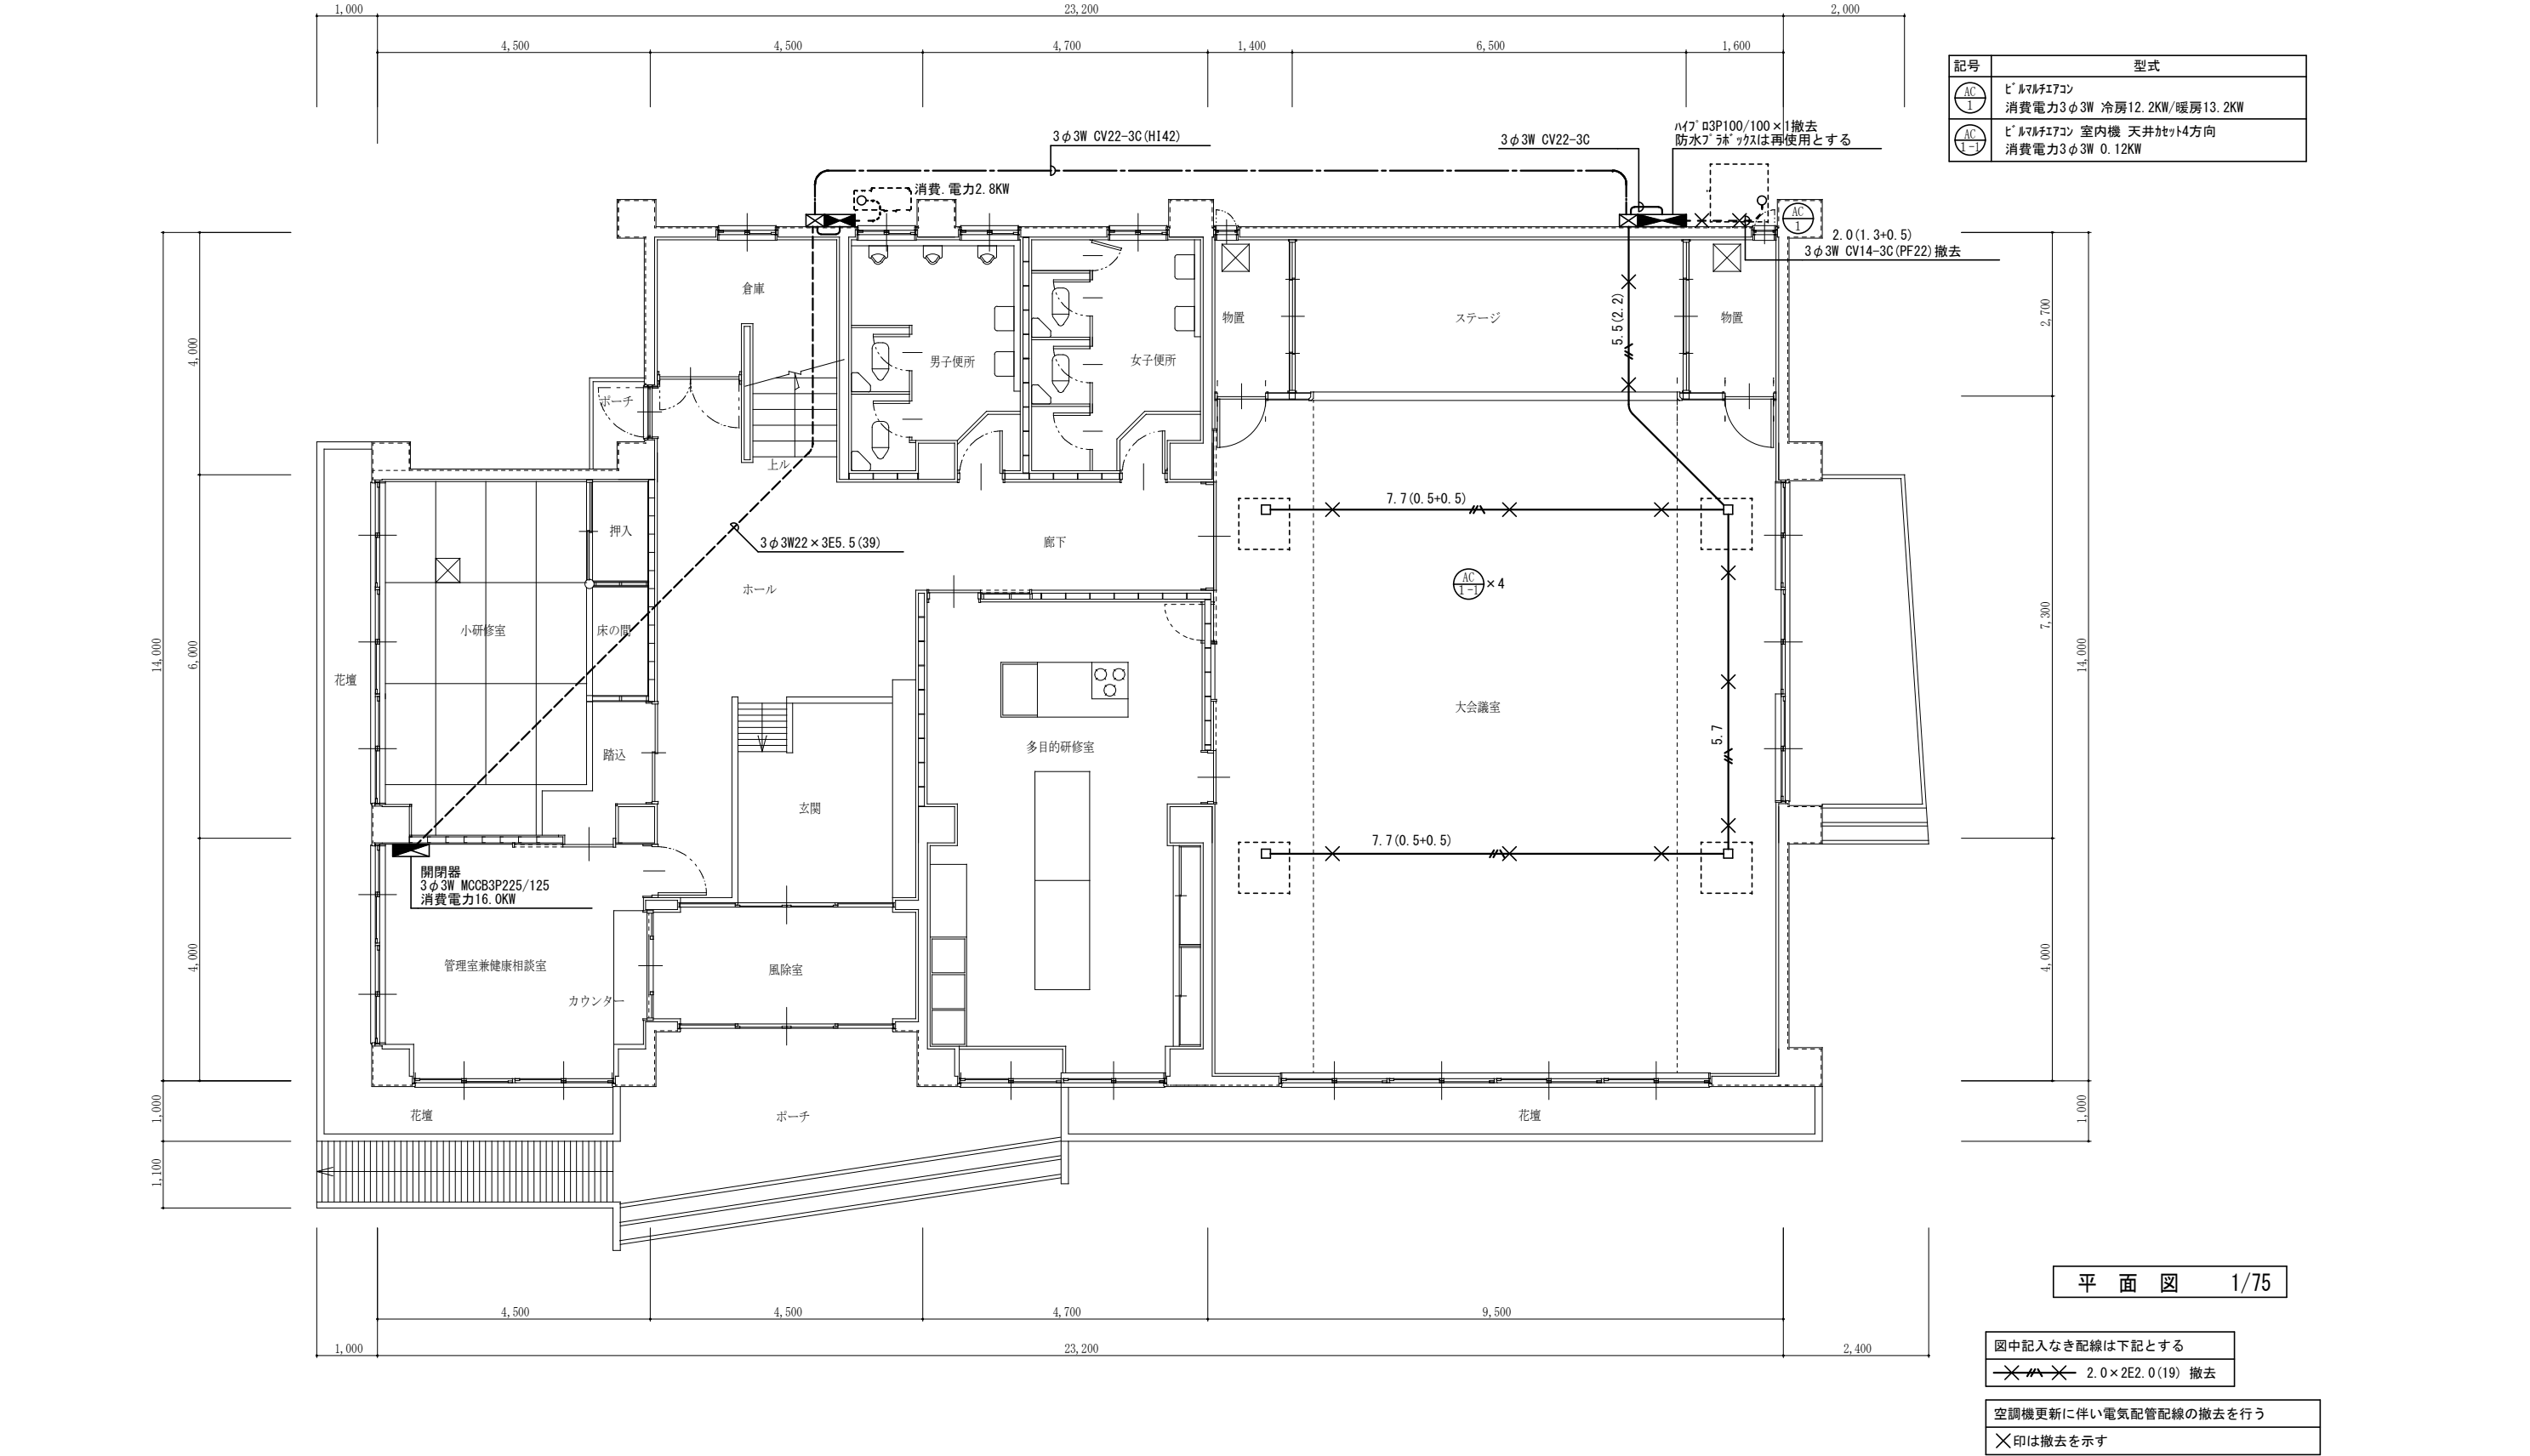 1,000
23,200
2,000
4,500
4,500
4,700
1,400
6,500
1,600
記号 型式
AC
1
ﾋﾞﾙﾏﾙﾁｴｱｺﾝ
消費電力3φ3W 冷房12.2KW/暖房13.2KW
AC
1-1
ﾋﾞﾙﾏﾙﾁｴｱｺﾝ 室内機 天井ｶｾｯﾄ4方向
消費電力3φ3W 0.12KW
3φ3W CV22-3C(HI42)
3φ3W CV22-3C
ﾊｲﾌﾞﾛ3P100/100×1撤去
防水ﾌﾟﾗﾎﾞｯｸｽは再使用とする
消費.電力2.8KW
AC
1
2.0(1.3+0.5)
3φ3W CV14-3C(PF22)撤去
倉庫
男子便所
女子便所
物置
ステージ
物置
5.5(2.2)
4,000
2,700
ポーチ
上ル
押入
3φ3W22×3E5.5(39)
廊下
7.7(0.5+0.5)
ホール
AC
1-1
×4
小研修室
床の間
花壇
14,000
6,000
7,300
14,000
踏込
多目的研修室
大会議室
5.7
玄関
7.7(0.5+0.5)
開閉器
3φ3W MCCB3P225/125
消費電力16.0KW
管理室兼健康相談室
カウンター
風除室
4,000
4,000
花壇
ポーチ
花壇
1,000
1,000
1,100
平面図 1/75
4,500
4,500
4,700
9,500
1,000
23,200
2,400
図中記入なき配線は下記とする
2.0×2E2.0(19) 撤去
空調機更新に伴い電気配管配線の撤去を行う
×印は撤去を示す